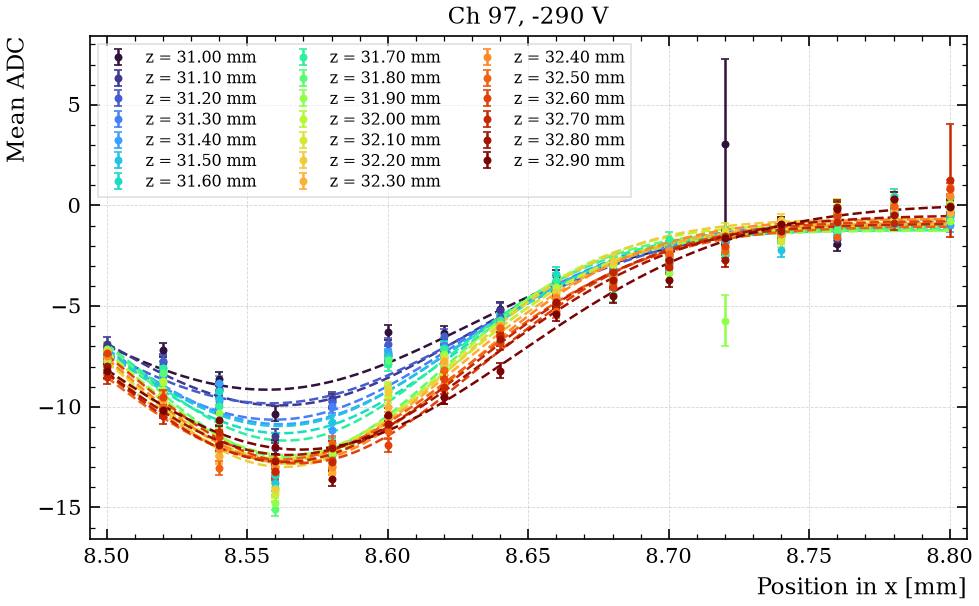 Ch 97, -290 V
Mean ADC
z = 31.00 mm
z = 31.10 mm
z = 31.20 mm
z = 31.30 mm
z = 31.40 mm
z = 31.50 mm
z = 31.60 mm
z = 31.70 mm
z = 31.80 mm
z = 31.90 mm
z = 32.00 mm
z = 32.10 mm
z = 32.20 mm
z = 32.30 mm
z = 32.40 mm
z = 32.50 mm
z = 32.60 mm
z = 32.70 mm
z = 32.80 mm
z = 32.90 mm
5
0
−5
−10
−15
8.50 8.55 8.60 8.65 8.70 8.75 8.80
Position in x [mm]